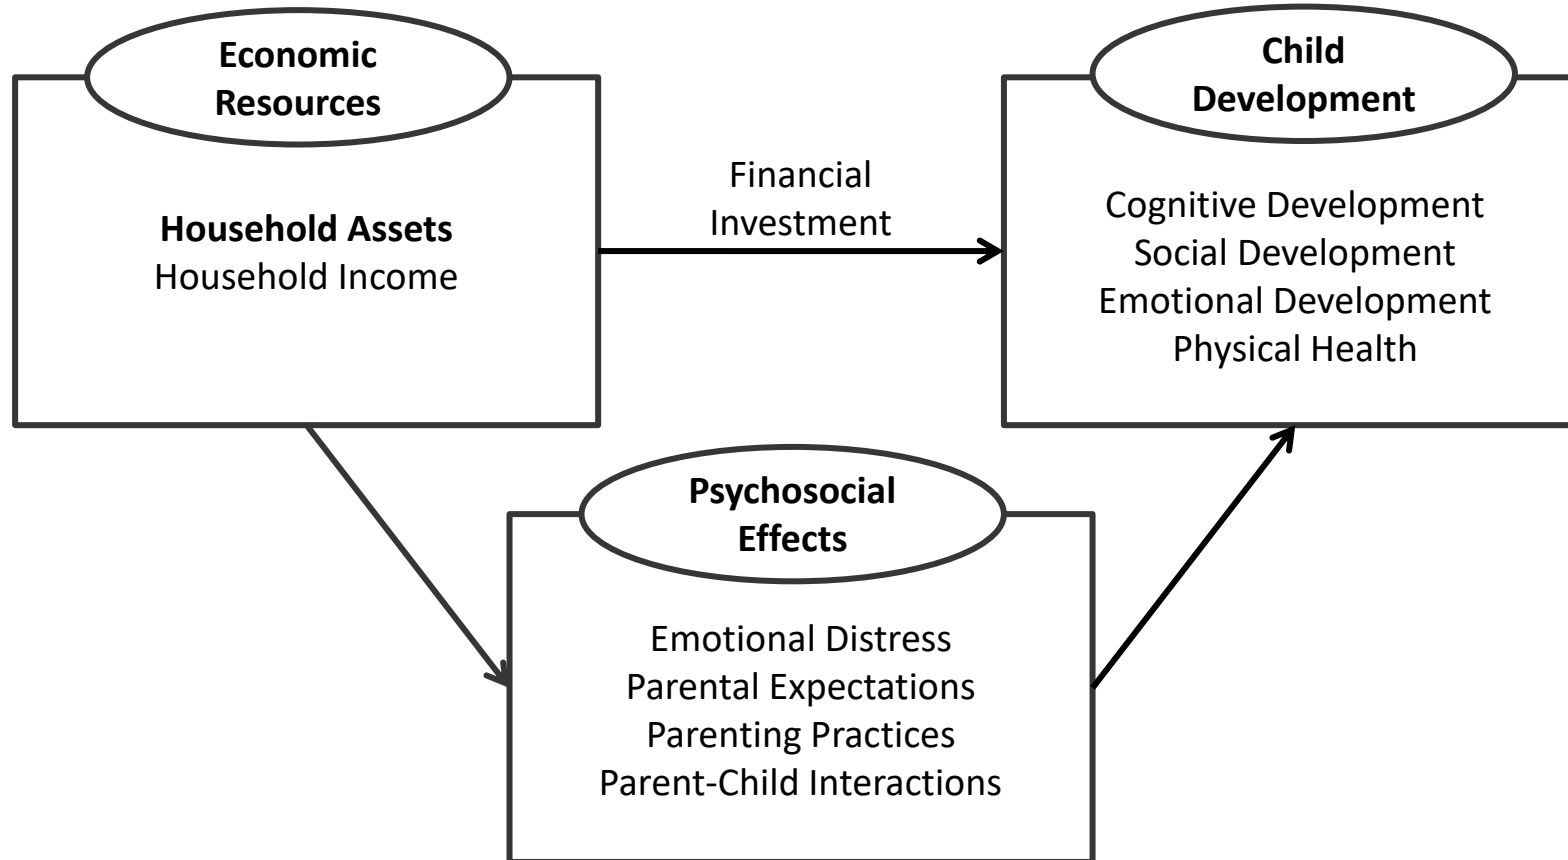 Economic
Resources
Household Assets
Household Income
Financial
Investment
Child
Development
Cognitive Development
Social Development
Emotional Development
Physical Health
Psychosocial
Effects
Emotional Distress
Parental Expectations
Parenting Practices
Parent-Child Interactions